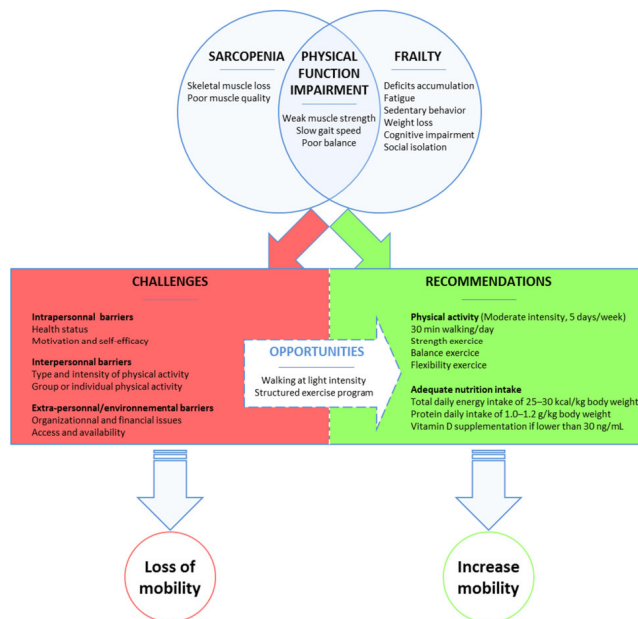 SARCOPENIA
Skeletal muscle loss
Poor muscle quality
PHYSICAL
FUNCTION
IMPAIRMENT
Weak muscle strength
Slow gait speed
Poor balance
FRAILTY
Deficits accumulation
Fatigue
Sedentary behavior
Weight loss
Cognitive impairment
Social isolation
CHALLENGES
Intrapersonnal barriers
Health status
Motivation and self-efficacy
Interpersonnal barriers
Type and intensity of physical activity
Group or individual physical activity
Extra-personnal/environnemental barriers
Organizationnal and financial issues
Access and availability
OPPORTUNITIES
Walking at light intensity
Structured exercise program
RECOMMENDATIONS
Physical activity (Moderate intensity, 5 days/week)
30 min walking/day
Strength exercice
Balance exercice
Flexibility exercice
Adequate nutrition intake
Total daily energy intake of 25–30 kcal/kg body weight
Protein daily intake of 1.0–1.2 g/kg body weight
Vitamin D supplementation if lower than 30 ng/mL
Loss of
mobility
Increase
mobility